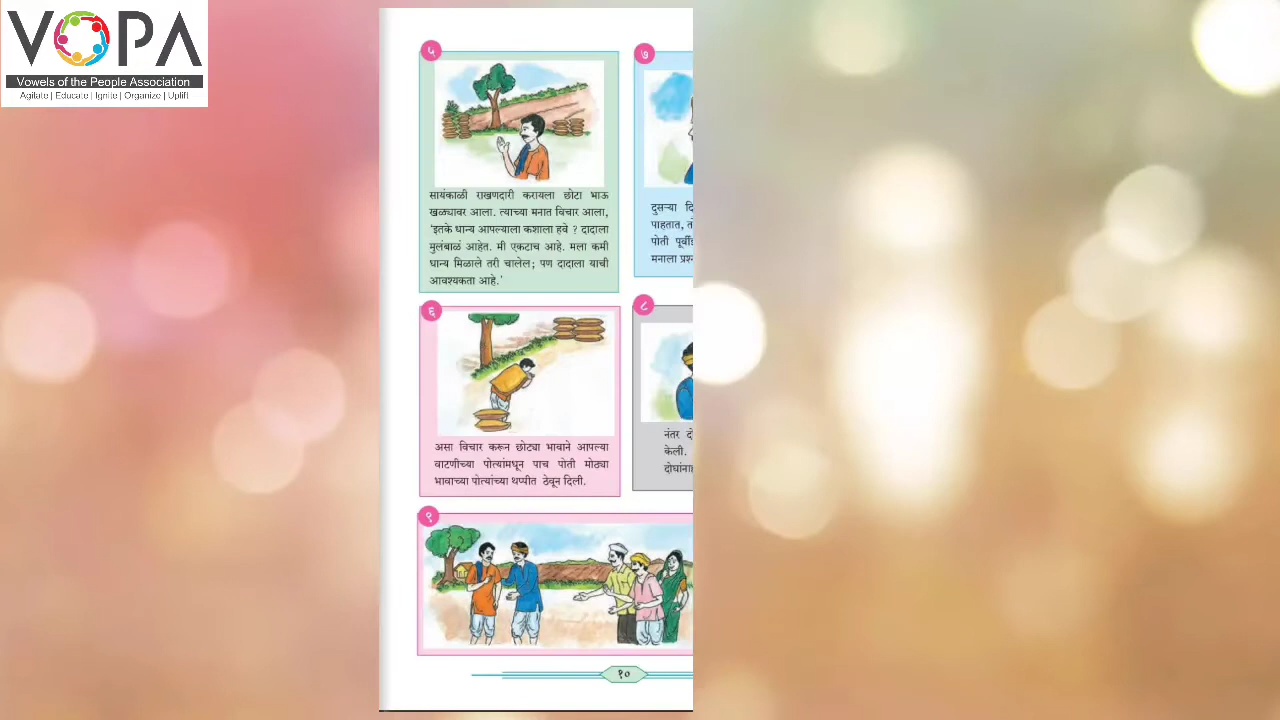 VOPA
Vowels of the People Association
Agitate | Educate | Ignite | Organize | Uplift
५
सायंकाळी राखणदारी करायला छोटा भाऊ
खळ्यावर आला. त्याच्या मनात विचार आला,
‘इतके धान्य आपल्याला कशाला हवे ? दादाला
मुलंबाळं आहेत. मी एकटाच आहे. मला कमी
धान्य मिळाले तरी चालेल; पण दादाला याची
आवश्यकता आहे.’
६
असा विचार करून छोट्या भावाने आपल्या
वाटणीच्या पोत्यांमधून पाच पोती मोठ्या
भावाच्या पोत्यांच्या थप्पीत ठेवून दिली.
७
दुसऱ्या दि
पाहतात, तो
पोती पूर्वी
मनाला प्रश्
८
नंतर दो
केली.
दोघांना
९
१०